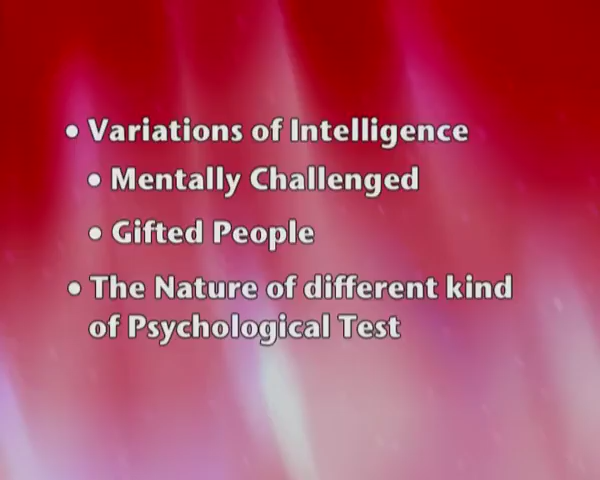 • Variations of Intelligence
• Mentally Challenged
• Gifted People
• The Nature of different kind
of Psychological Test